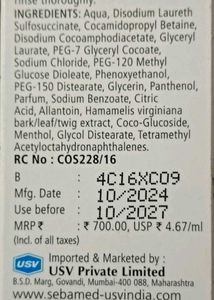 rinse thoroughly.
INGREDIENTS: Aqua, Disodium Laureth
Sulfosuccinate, Cocamidopropyl Betaine,
Disodium Cocoamphodiacetate, Glyceryl
Laurate, PEG-7 Glyceryl Cocoate,
Sodium Chloride, PEG-120 Methyl
Glucose Dioleate, Phenoxyethanol,
PEG-150 Distearate, Glycerin, Panthenol,
Parfum, Sodium Benzoate, Citric
Acid, Allantoin, Hamamelis virginiana
bark/leaf/twig extract, Coco-Glucoside,
Menthol, Glycol Distearate, Tetramethyl
Acetyloctahydronaphthalenes.
RC No : COS228/16
B 4C16XC09
Mfg. Date 10/2024
Use before 10/2027
MRP ₹ ₹ 700.00, USP ₹ 4.67/ml
(Incl. of all taxes)
Imported & Marketed by :
USV USV Private Limited
B.S.D. Marg, Govandi, Mumbai-400 088, Maharashtra
www.sebamed-usvindia.com